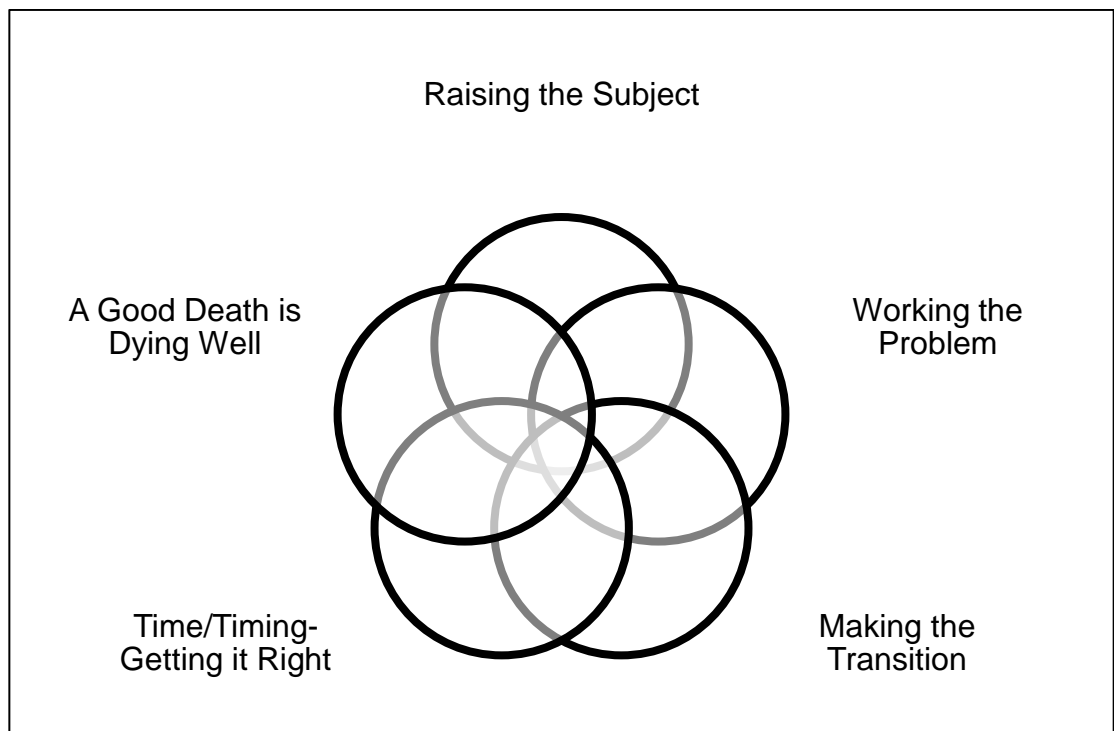 Raising the Subject
A Good Death is
Dying Well
Working the
Problem
Time/Timing-
Getting it Right
Making the
Transition